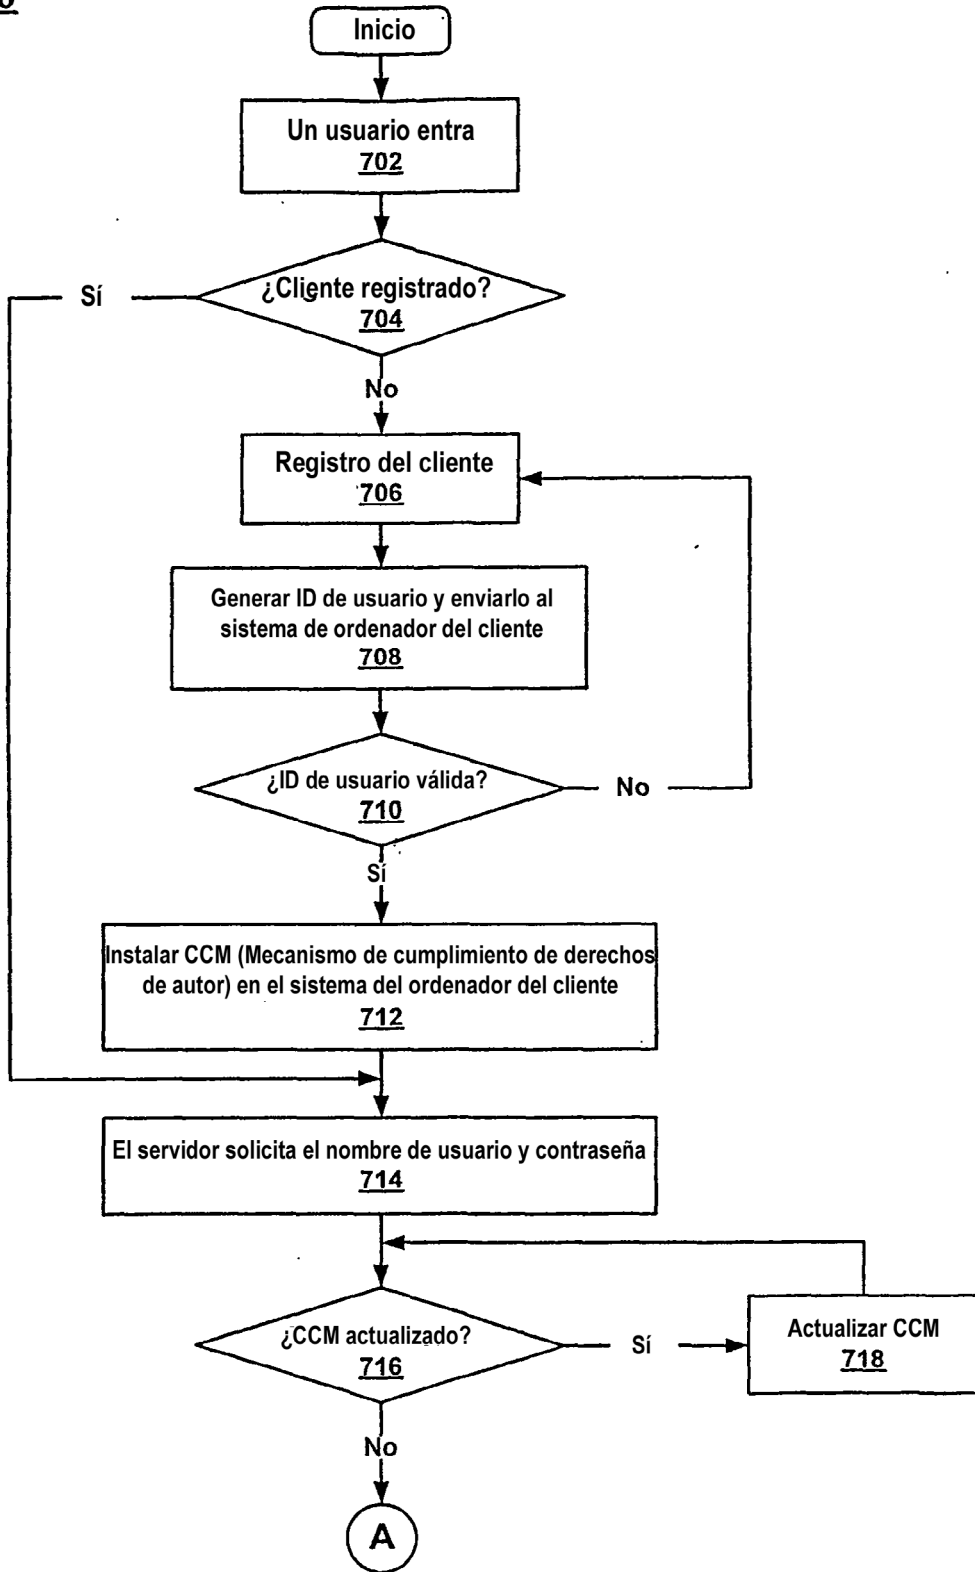 Inicio
Un usuario entra
702
¿Cliente registrado?
704
Sí
No
Registro del cliente
706
Generar ID de usuario y enviarlo al
sistema de ordenador del cliente
708
¿ID de usuario válida?
710
No
Sí
Instalar CCM (Mecanismo de cumplimiento de derechos
de autor) en el sistema del ordenador del cliente
712
El servidor solicita el nombre de usuario y contraseña
714
¿CCM actualizado?
716
Sí
Actualizar CCM
718
No
A